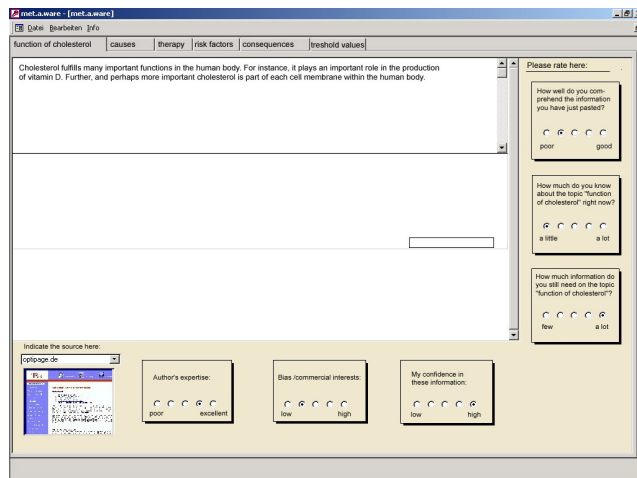 met.a.ware - [met.a.ware]
Datei Bearbeiten Info
function of cholesterol causes therapy risk factors consequences treshold values
Cholesterol fulfills many important functions in the human body. For instance, it plays an important role in the production
of vitamin D. Further, and perhaps more important cholesterol is part of each cell membrane within the human body.
Please rate here:
How well do you com-
prehend the information
you have just pasted?
poor good
How much do you know
about the topic "function
of cholesterol" right now?
a little a lot
How much information do
you still need on the topic
"function of cholesterol"?
few a lot
Indicate the source here:
optipage.de
Author's expertise:
poor excellent
Bias /commercial interests:
low high
My confidence in
these information:
low high